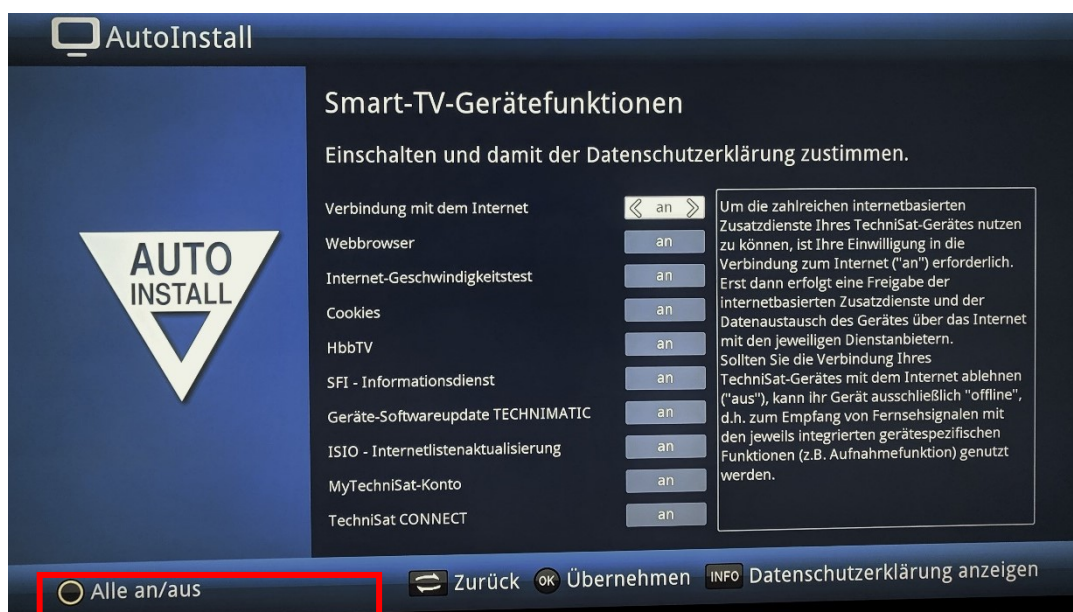 AutoInstall
Smart-TV-Gerätefunktionen
Einschalten und damit der Datenschutzerklärung zustimmen.
AUTO
INSTALL
Verbindung mit dem Internet an
Webbrowser an
Internet-Geschwindigkeitstest an
Cookies an
HbbTV an
SFI - Informationsdienst an
Geräte-Softwareupdate TECHNIMATIC an
ISIO - Internetlistenaktualisierung an
MyTechniSat-Konto an
TechniSat CONNECT an
Um die zahlreichen internetbasierten
Zusatzdienste Ihres TechniSat-Gerätes nutzen
zu können, ist Ihre Einwilligung in die
Verbindung zum Internet ("an") erforderlich.
Erst dann erfolgt eine Freigabe der
internetbasierten Zusatzdienste und der
Datenaustausch des Gerätes über das Internet
mit den jeweiligen Dienstanbietern.
Sollten Sie die Verbindung Ihres
TechniSat-Gerätes mit dem Internet ablehnen
("aus"), kann ihr Gerät ausschließlich "offline",
d.h. zum Empfang von Fernsehsignalen mit
den jeweils integrierten gerätespezifischen
Funktionen (z.B. Aufnahmefunktion) genutzt
werden.
Alle an/aus Zurück OK Übernehmen INFO Datenschutzerklärung anzeigen